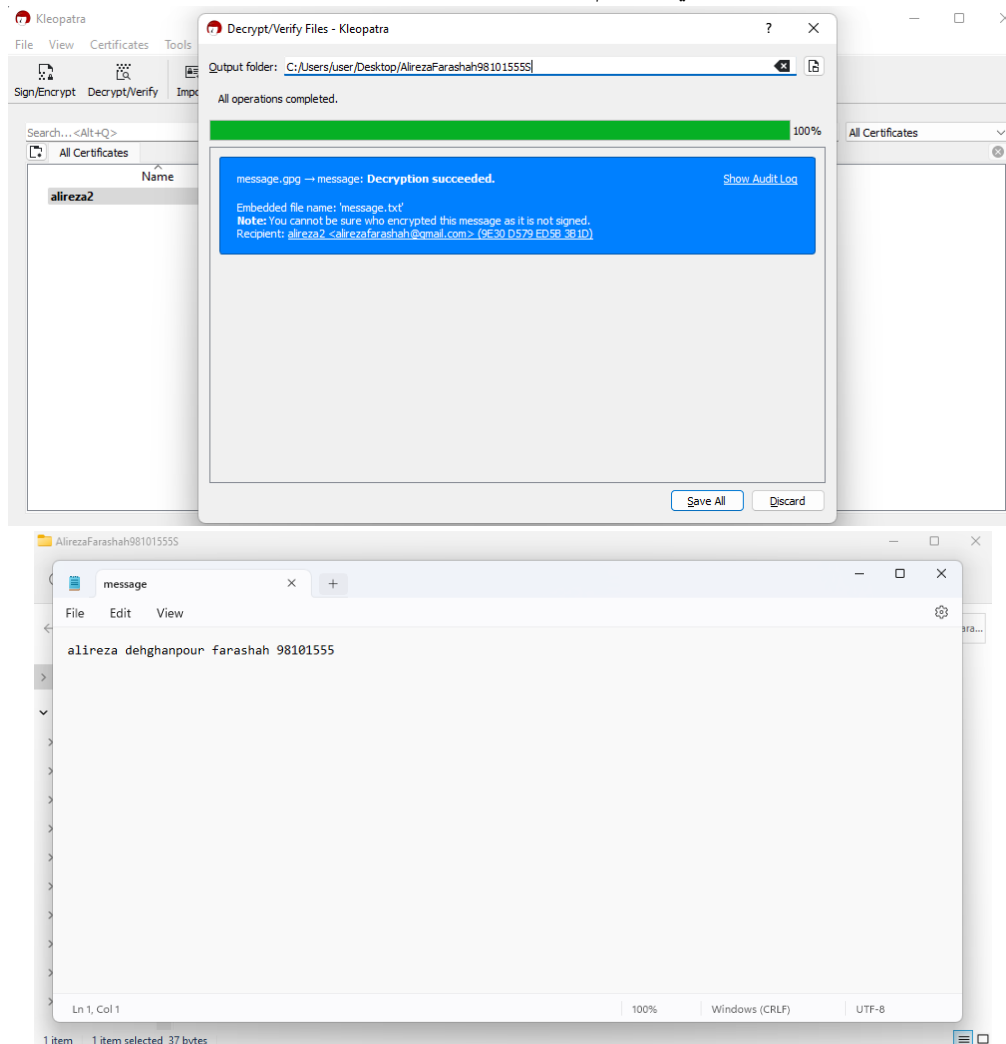 Kleopatra
File View Certificates Tools
Sign/Encrypt Decrypt/Verify
Search...<Alt+Q>
All Certificates
Name
alireza2
Decrypt/Verify Files - Kleopatra
?
Output folder: C:/Users/user/Desktop/AlirezaFarashah98101555S
All operations completed.
100%
message.gpg → message: Decryption succeeded. Show Audit Log
Embedded file name: 'message.txt'
Note: You cannot be sure who encrypted this message as it is not signed.
Recipient: alireza2 <alirezafarashah@gmail.com> (9E30 D579 ED5B 3B1D)
Save All Discard
All Certificates
AlirezaFarashah98101555S
message
File Edit View
alireza dehghanpour farashah 98101555
Ln 1, Col 1 100% Windows (CRLF) UTF-8
1 item 1 item selected 37 bytes